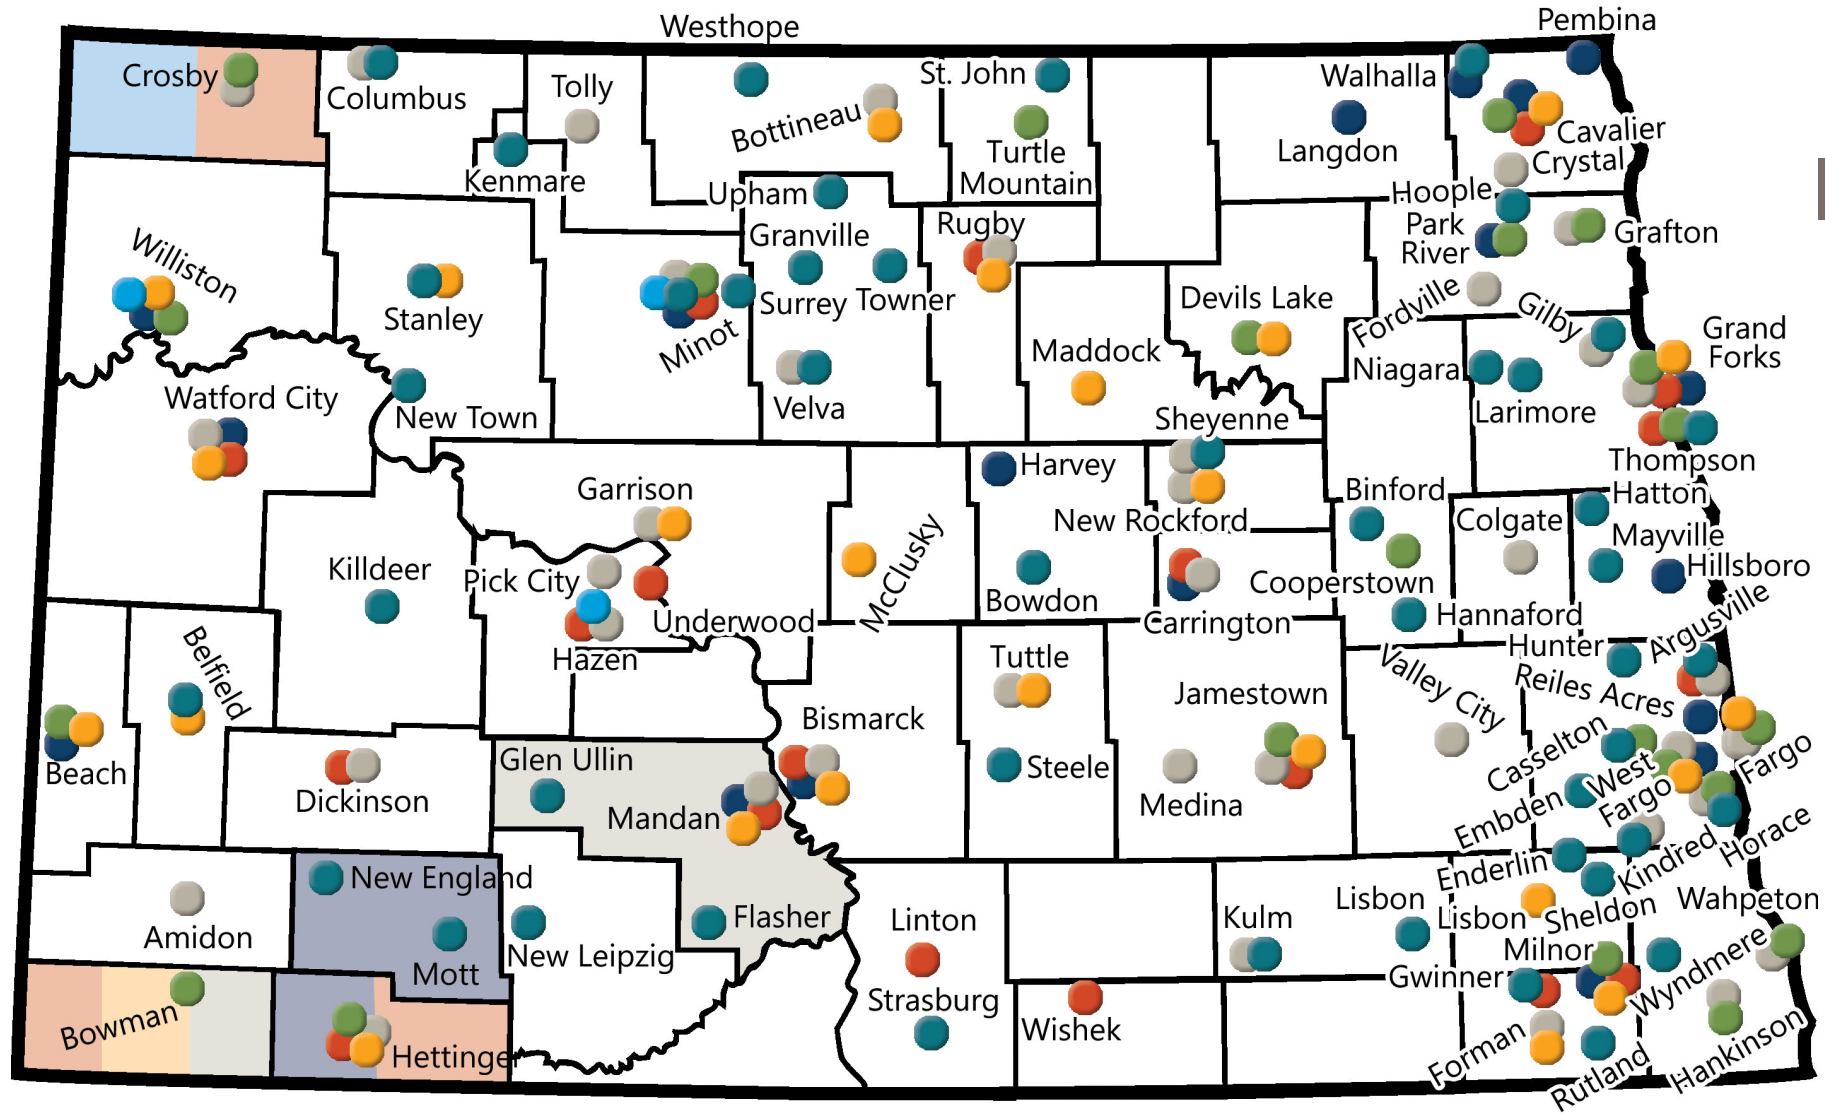 Westhope
Pembina
Crosby
Columbus
Tolly
Bottineau
St. John
Walhalla
Kenmare
Turtle
Mountain
Langdon
Cavalier
Crystal
Upham
Hoople
Park
River
Grafton
Williston
Granville
Rugby
Stanley
Minot
Surrey
Towner
Devils Lake
Fordville
Gilby
Grand
Forks
Watford City
New Town
Velva
Maddock
Niagara
Larimore
Sheyenne
Thompson
Garrison
Harvey
New Rockford
Binford
Colgate
Hatton
Mayville
Hillsboro
Killdeer
Pick City
Underwood
McClusky
Bowdon
Cooperstown
Carrington
Hannaford
Hunter
Argusville
Belfield
Hazen
Tuttle
Jamestown
Valley City
Reiles Acres
Beach
Dickinson
Glen Ullin
Mandan
Bismarck
Steele
Medina
Casselton
West
Fargo
Fargo
Embden
Horace
Amidon
New England
Mott
New Leipzig
Flasher
Linton
Kulm
Lisbon
Enderlin
Kindred
Lisbon
Sheldon
Wahpeton
Milnor
Wyndmere
Gwinner
Bowman
Hettinger
Strasburg
Wishek
Forman
Rutland
Hankinson